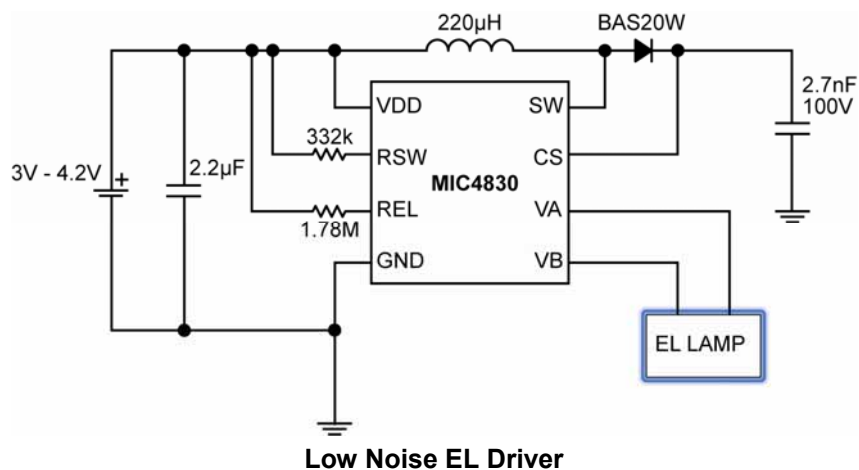 220µH
BAS20W
2.7nF
100V
VDD
SW
332k
RSW
CS
3V - 4.2V
+
2.2µF
MIC4830
REL
VA
1.78M
GND
VB
EL LAMP
Low Noise EL Driver